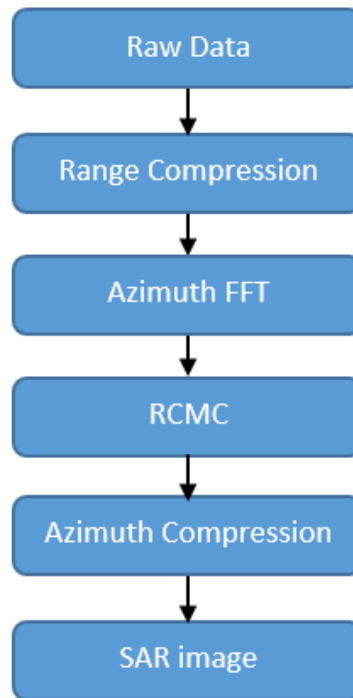 Raw Data
Range Compression
Azimuth FFT
RCMC
Azimuth Compression
SAR image